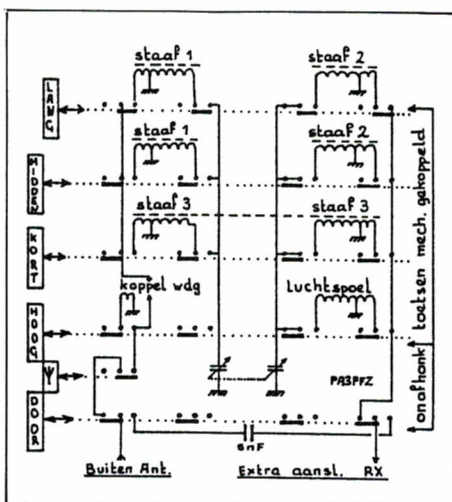 staaf 1
staaf 2
LANG
staaf 1
staaf 2
MIDDEN
staaf 3
staaf 3
KORT
koppel wdg
Luchtspoel
HOOG
PA3PFZ
DOOR
onafhank toetsen mech. gekoppeld
6nF
Buiten Ant.
Extra aansl. RX